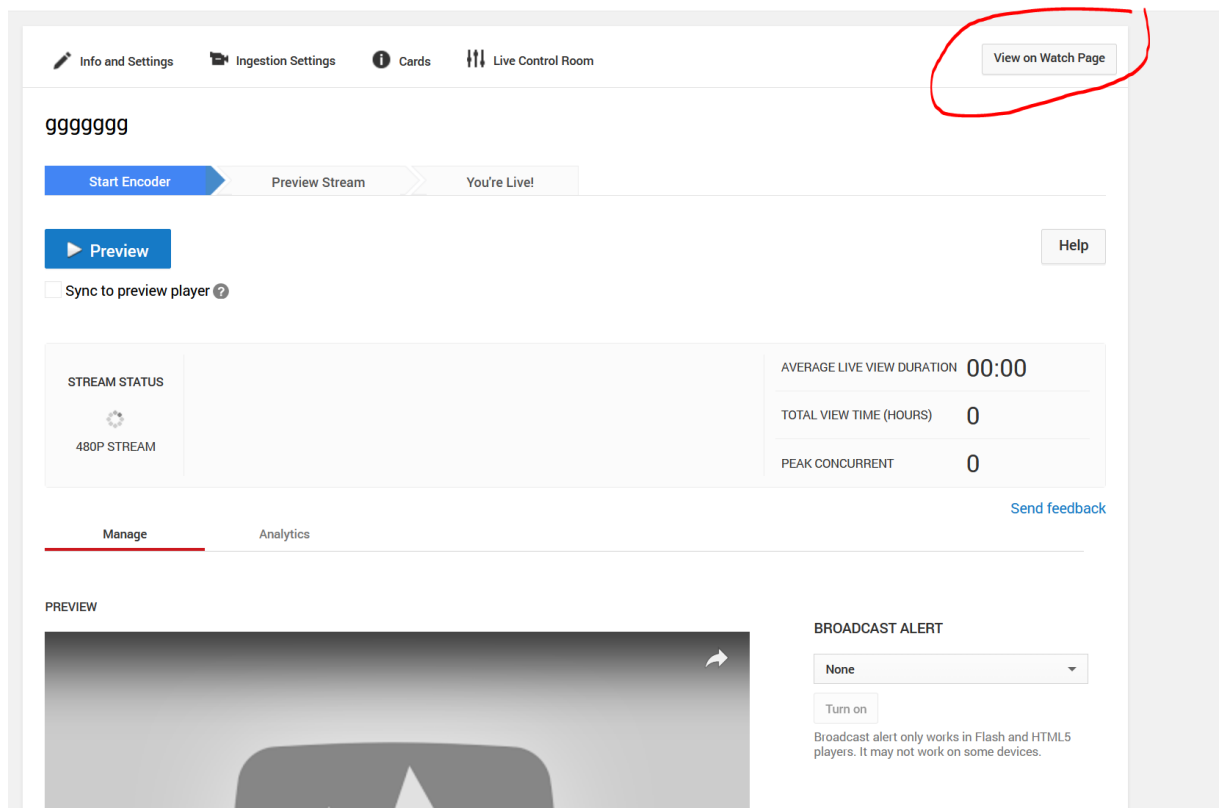 Info and Settings Ingestion Settings Cards Live Control Room View on Watch Page
ggggggg
Start Encoder Preview Stream You're Live!
Preview Help
Sync to preview player ?
STREAM STATUS
480P STREAM
AVERAGE LIVE VIEW DURATION 00:00
TOTAL VIEW TIME (HOURS) 0
PEAK CONCURRENT 0
Send feedback
Manage Analytics
PREVIEW
BROADCAST ALERT
None
Turn on
Broadcast alert only works in Flash and HTML5
players. It may not work on some devices.